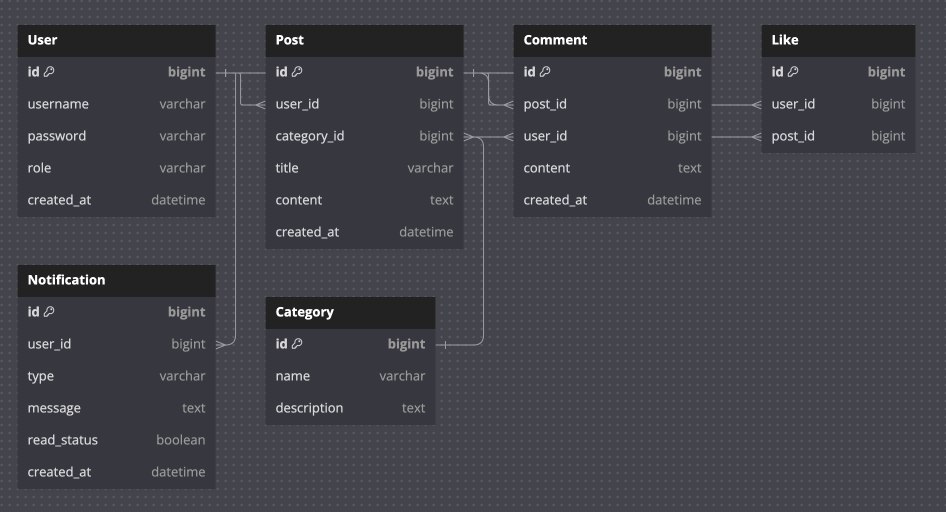 User
id bigint
username varchar
password varchar
role varchar
created_at datetime
Post
id bigint
user_id bigint
category_id bigint
title varchar
content text
created_at datetime
Comment
id bigint
post_id bigint
user_id bigint
content text
created_at datetime
Like
id bigint
user_id bigint
post_id bigint
Notification
id bigint
user_id bigint
type varchar
message text
read_status boolean
created_at datetime
Category
id bigint
name varchar
description text